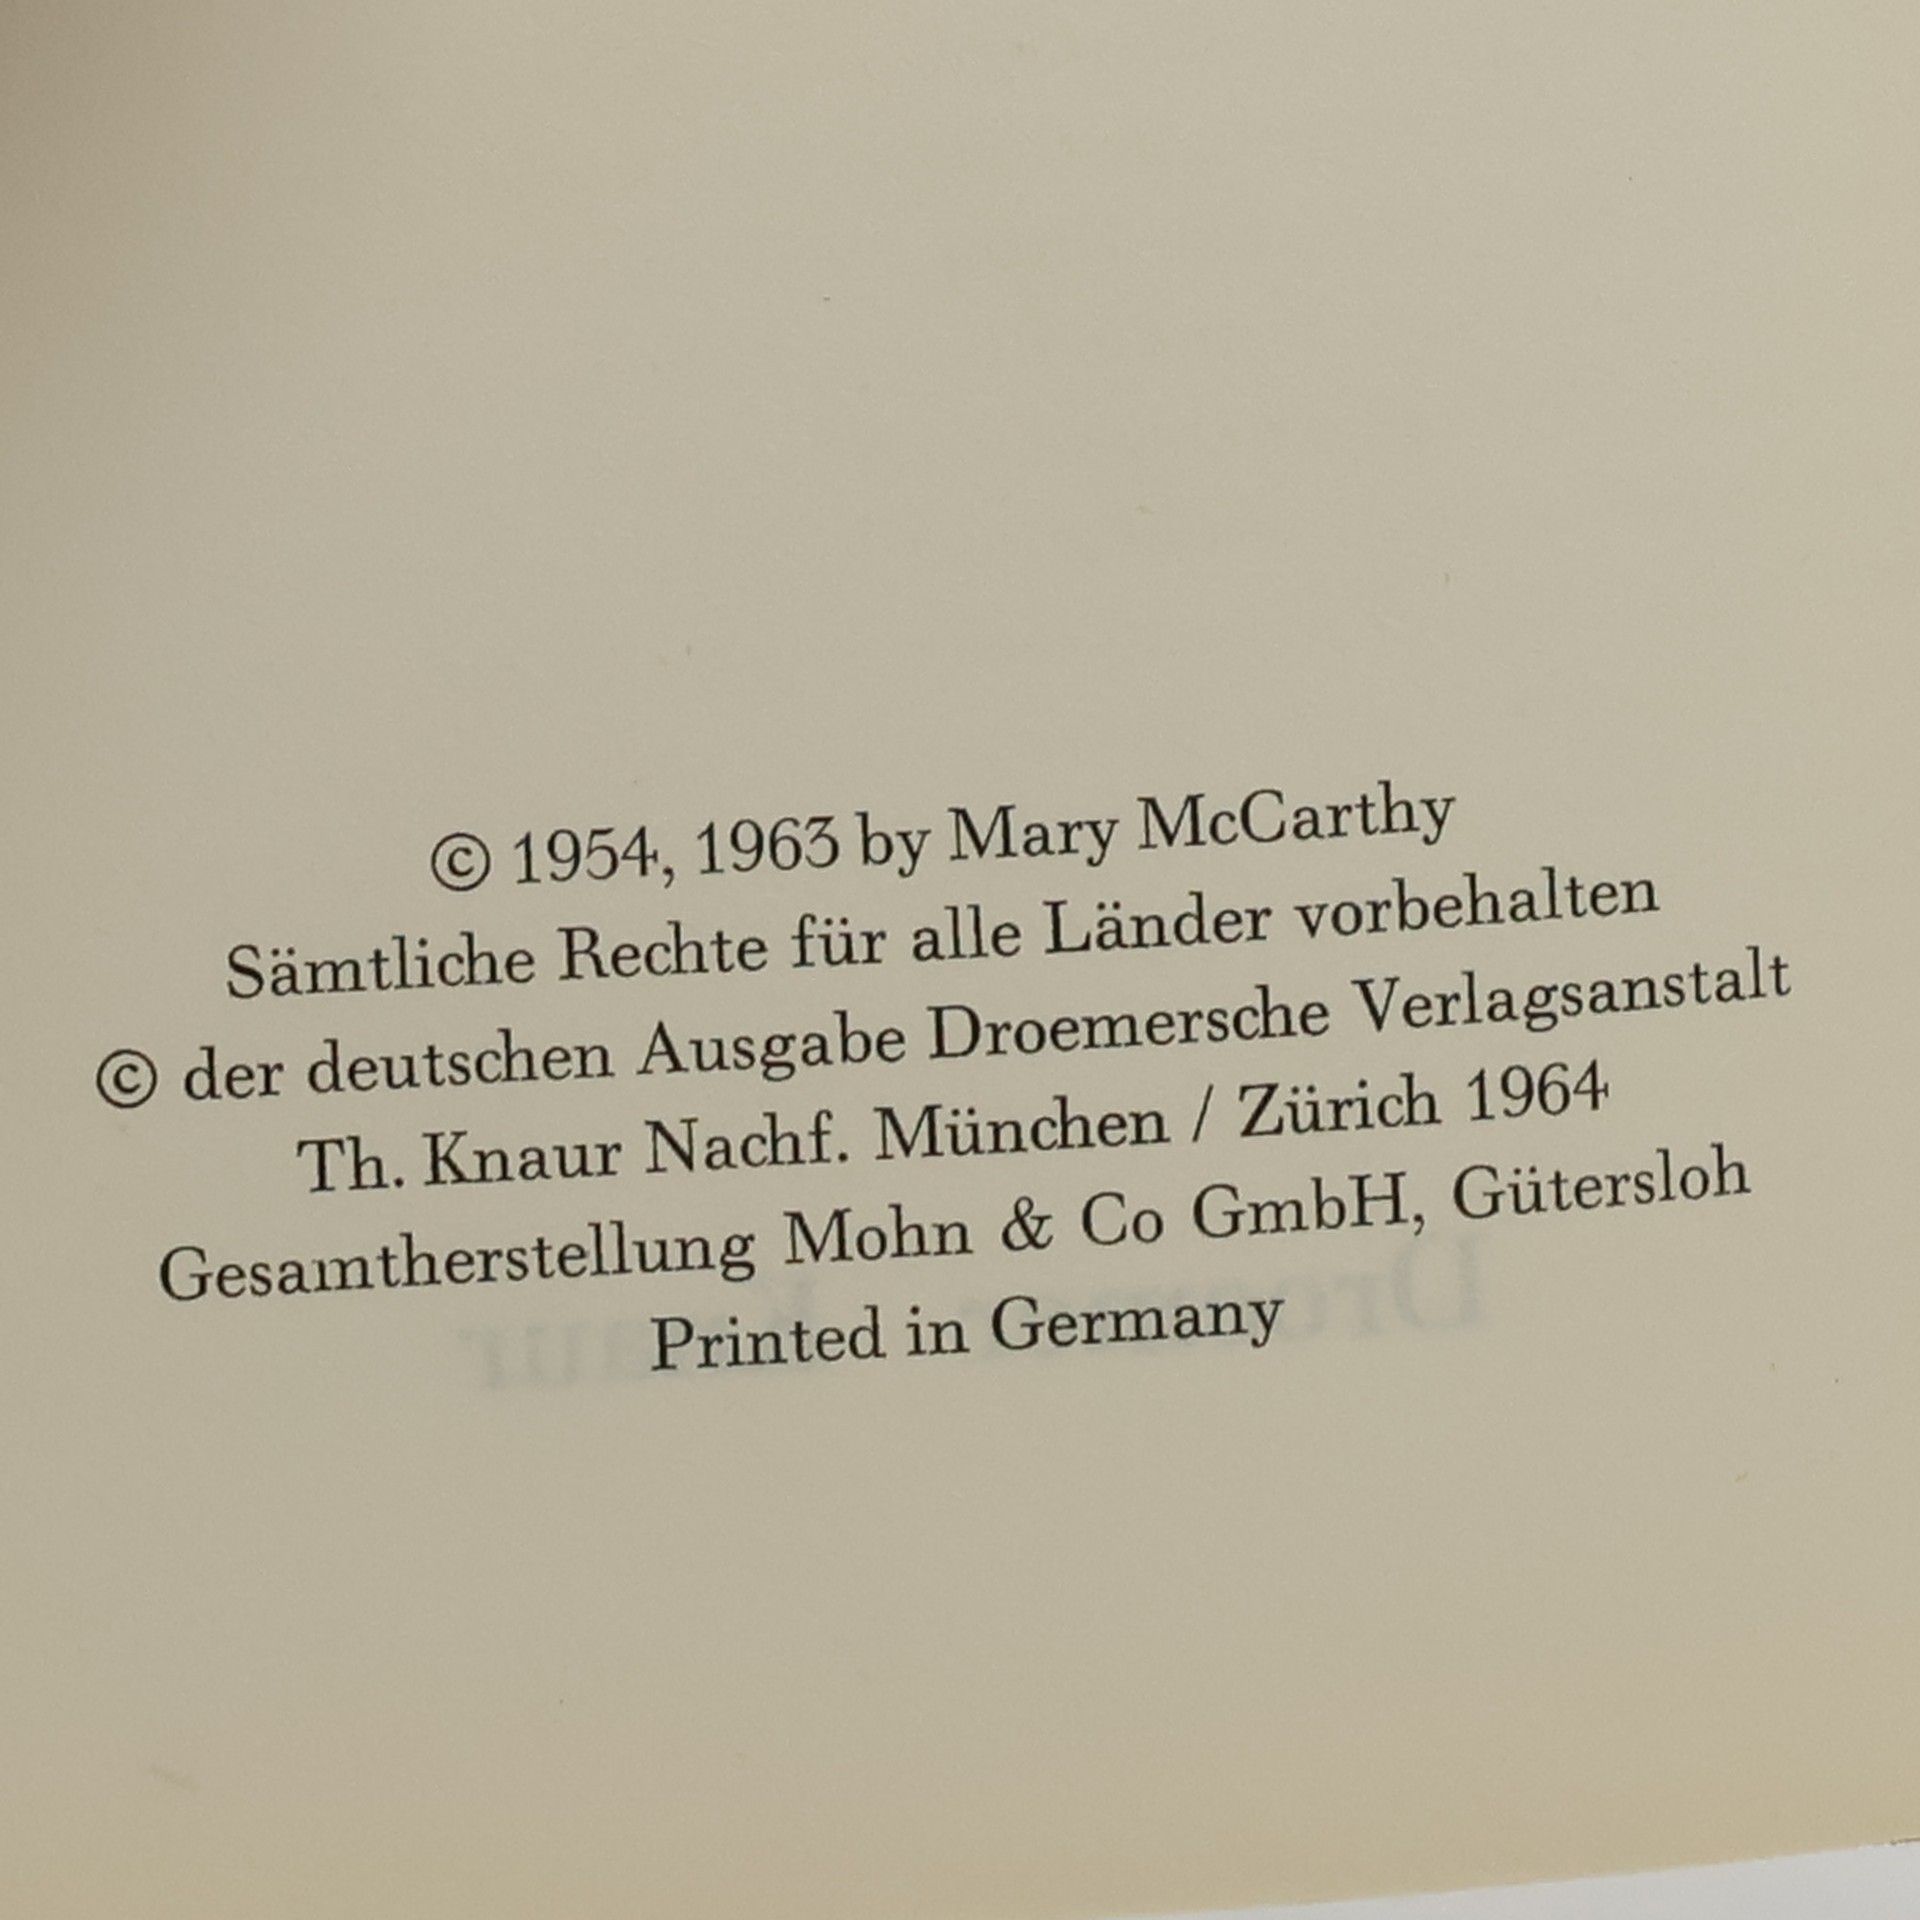 © 1954, 1963 by Mary McCarthy
Sämtliche Rechte für alle Länder vorbehalten
© der deutschen Ausgabe Droemersche Verlagsanstalt
Th. Knaur Nachf. München / Zürich 1964
Gesamtherstellung Mohn & Co GmbH, Gütersloh
Printed in Germany